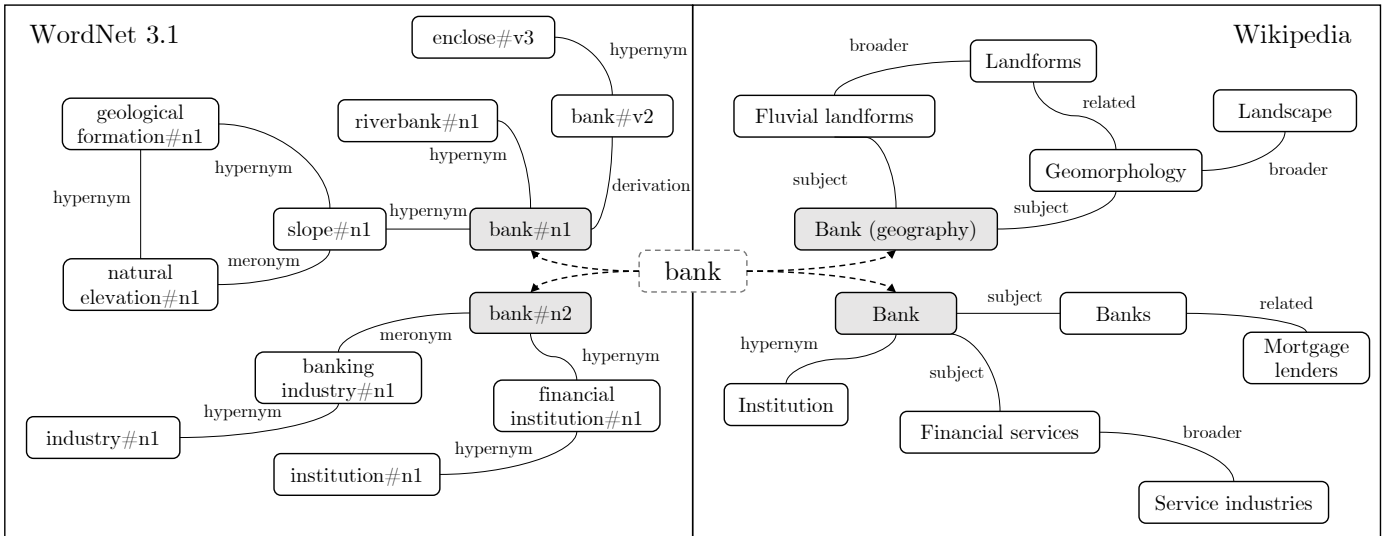 WordNet 3.1
enclose#v3
hypernym
geological
formation#n1
riverbank#n1
bank#v2
hypernym
hypernym
hypernym
derivation
hypernym
slope#n1
bank#n1
meronym
natural
elevation#n1
bank
bank#n2
meronym
hypernym
banking
industry#n1
financial
institution#n1
hypernym
industry#n1
hypernym
institution#n1
Wikipedia
broader
Landforms
Fluvial landforms
related
Landscape
Geomorphology
broader
subject
subject
Bank (geography)
Bank
subject
Banks
related
Mortgage
lenders
hypernym
subject
Institution
Financial services
broader
Service industries